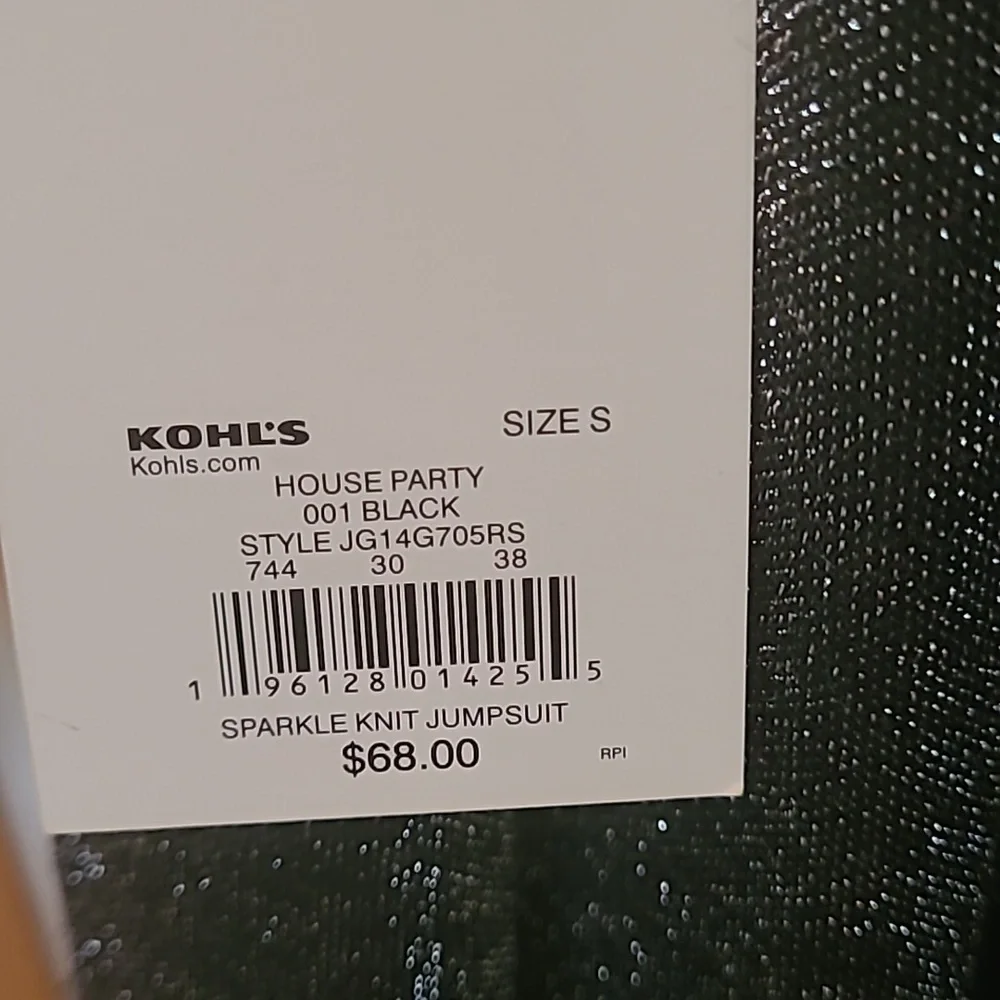 KOHL'S SIZE S
Kohls.com
HOUSE PARTY
001 BLACK
STYLE JG14G705RS
744 30 38
1 96128 01425 5
SPARKLE KNIT JUMPSUIT
$68.00 RPI